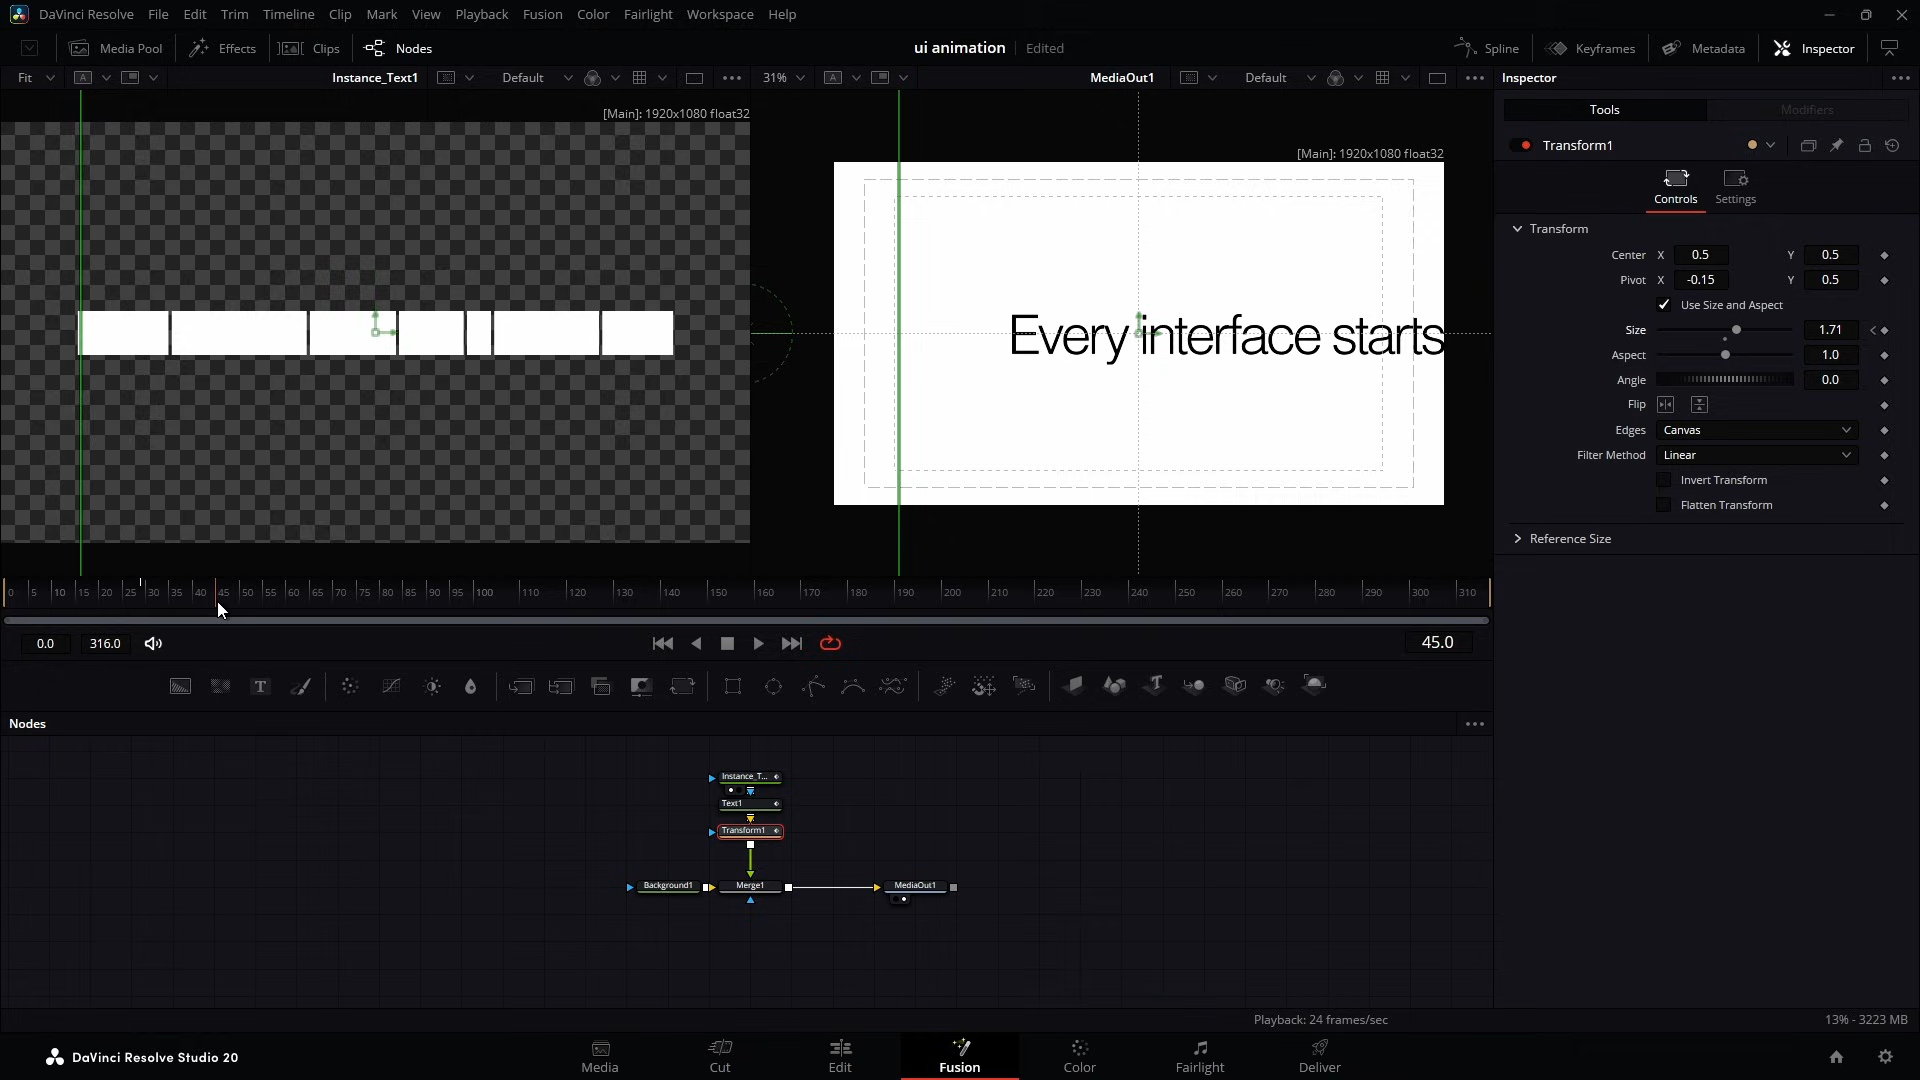 DaVinci Resolve File Edit Trim Timeline Clip Mark View Playback Fusion Color Fairlight Workspace Help
Media Pool Effects Clips Nodes ui animation Edited Spline Keyframes Metadata Inspector
Fit A Instance_Text1 Default 31% A MediaOut1 Default Inspector
[Main]: 1920x1080 float32
[Main]: 1920x1080 float32
Every interface starts
Tools Modifiers
Transform1
Controls Settings
Transform
Center X 0.5 Y 0.5
Pivot X -0.15 Y 0.5
Use Size and Aspect
Size 1.71
Aspect 1.0
Angle 0.0
Flip
Edges Canvas
Filter Method Linear
Invert Transform
Flatten Transform
Reference Size
0 5 10 15 20 25 30 35 40 45 50 55 60 65 70 75 80 85 90 95 100 110 120 130 140 150 160 170 180 190 200 210 220 230 240 250 260 270 280 290 300 310
0.0 316.0 45.0
T T
Nodes
Instance_T...
Text1
Transform1
Background1 Merge1 MediaOut1
Playback: 24 frames/sec 13% - 3223 MB
DaVinci Resolve Studio 20 Media Cut Edit Fusion Color Fairlight Deliver